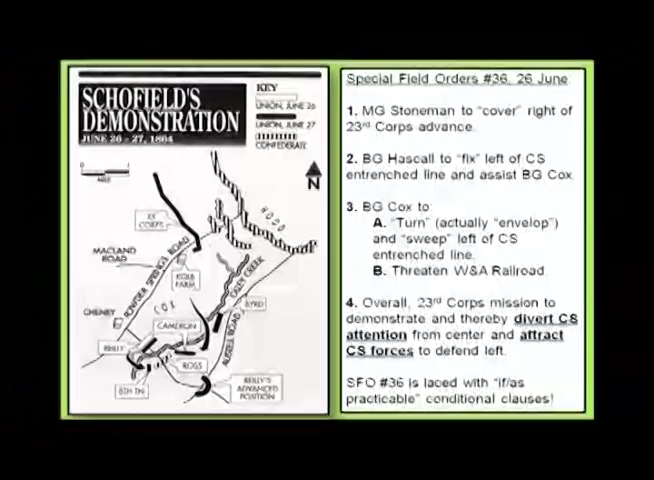 SCHOFIELD'S
DEMONSTRATION
JUNE 26 – 27, 1864
KEY
UNION, JUNE 26
UNION, JUNE 27
CONFEDERATE
0
1
MILE
N
HOOD
XX
CORPS
MACLAND
ROAD
POWDER SPRINGS ROAD
KOLB
FARM
OLLEY CREEK
CHENEY
COX
BYRD
CAMERON
REILLY
ROSS
8TH TN
REILLY'S
ADVANCED
POSITION
Special Field Orders #36, 26 June:
1. MG Stoneman to "cover" right of
23rd Corps advance.
2. BG Hascall to "fix" left of CS
entrenched line and assist BG Cox.
3. BG Cox to:
A. "Turn" (actually "envelop")
and "sweep" left of CS
entrenched line.
B. Threaten W&A Railroad.
4. Overall, 23rd Corps mission to
demonstrate and thereby divert CS
attention from center and attract
CS forces to defend left.
SFO #36 is laced with "if/as
practicable" conditional clauses!